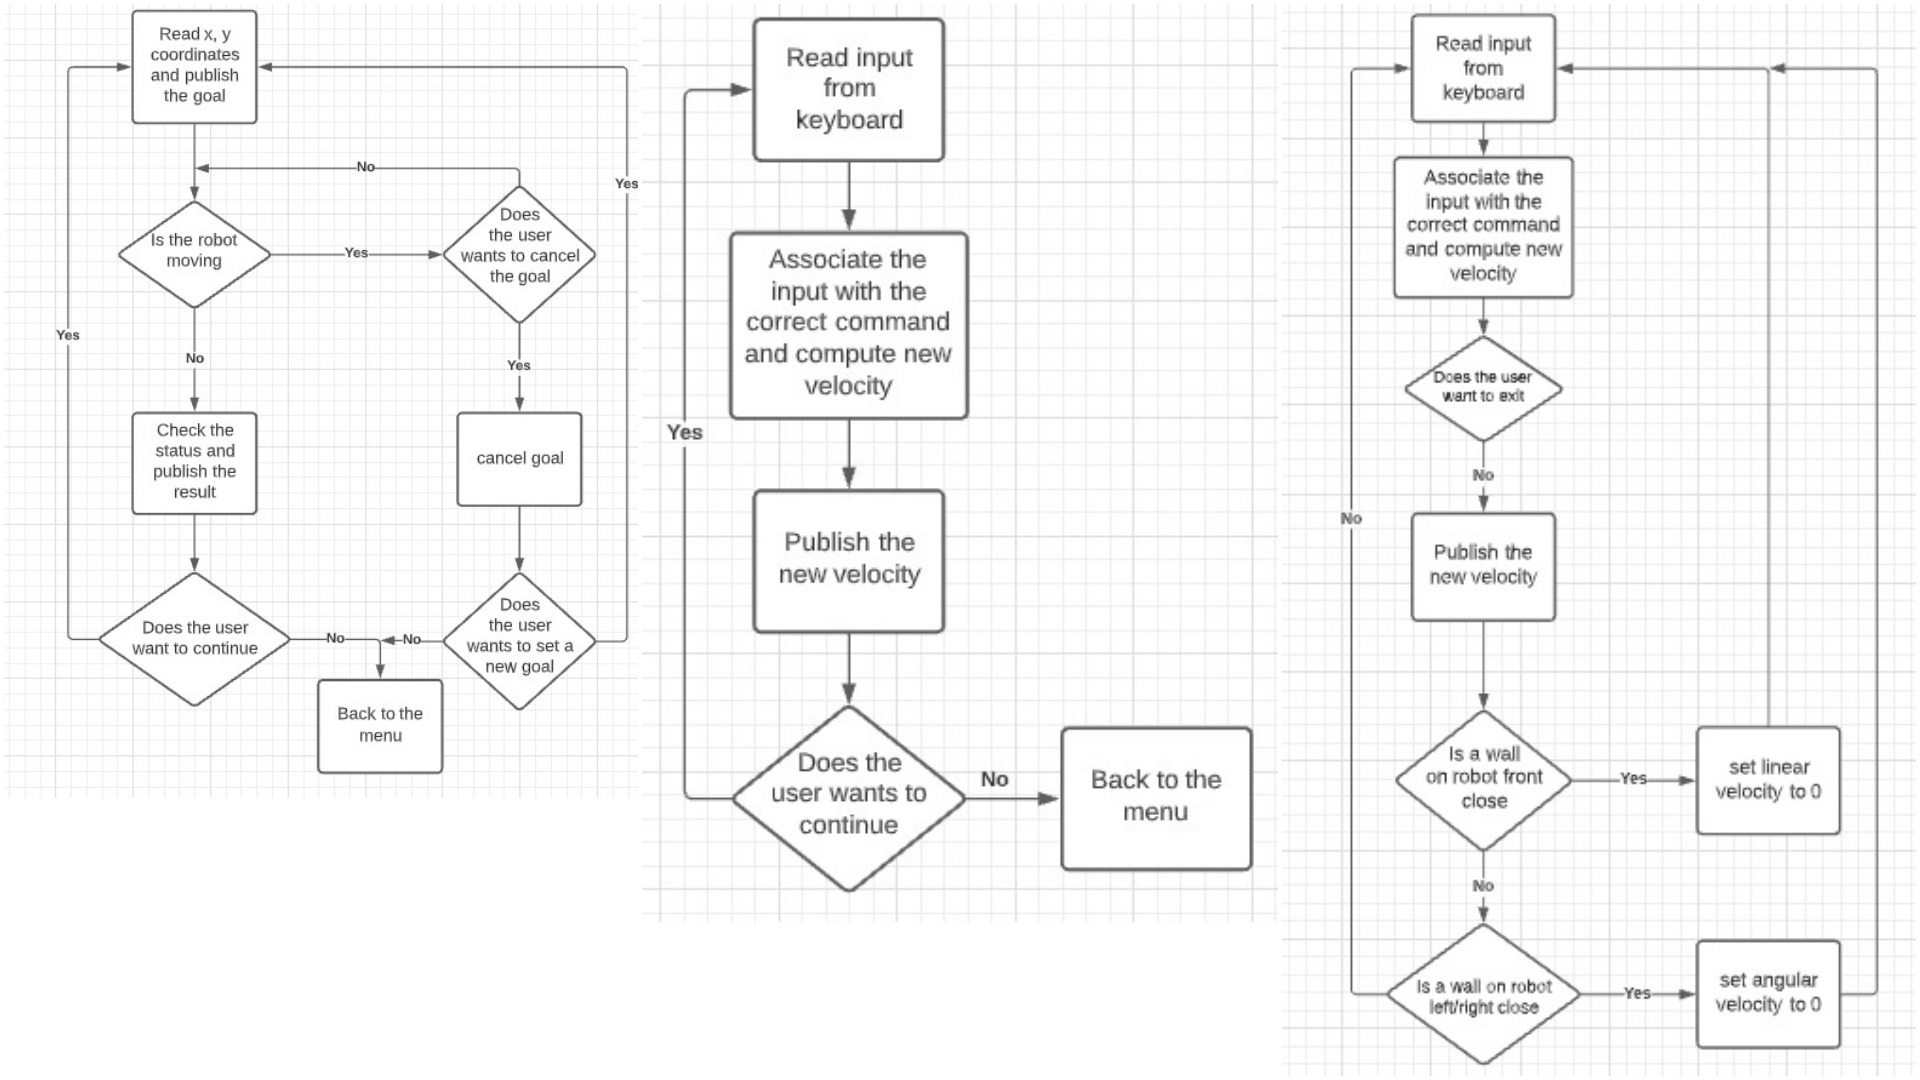 Read x, y
coordinates
and publish
the goal
No
Yes
Is the robot
moving
Yes
Does
the user
wants to cancel
the goal
Yes
No
Yes
Check the
status and
publish the
result
cancel goal
Does the user
want to continue
No
No
Does
the user
wants to set a
new goal
Back to the
menu
Read input
from
keyboard
Associate the
input with the
correct command
and compute new
velocity
Yes
Publish the
new velocity
Does the
user wants to
continue
No
Back to the
menu
Read input
from
keyboard
Associate the
input with the
correct command
and compute new
velocity
Does the user
want to exit
No
No
Publish the
new velocity
Is a wall
on robot front
close
Yes
set linear
velocity to 0
No
Is a wall on robot
left/right close
Yes
set angular
velocity to 0